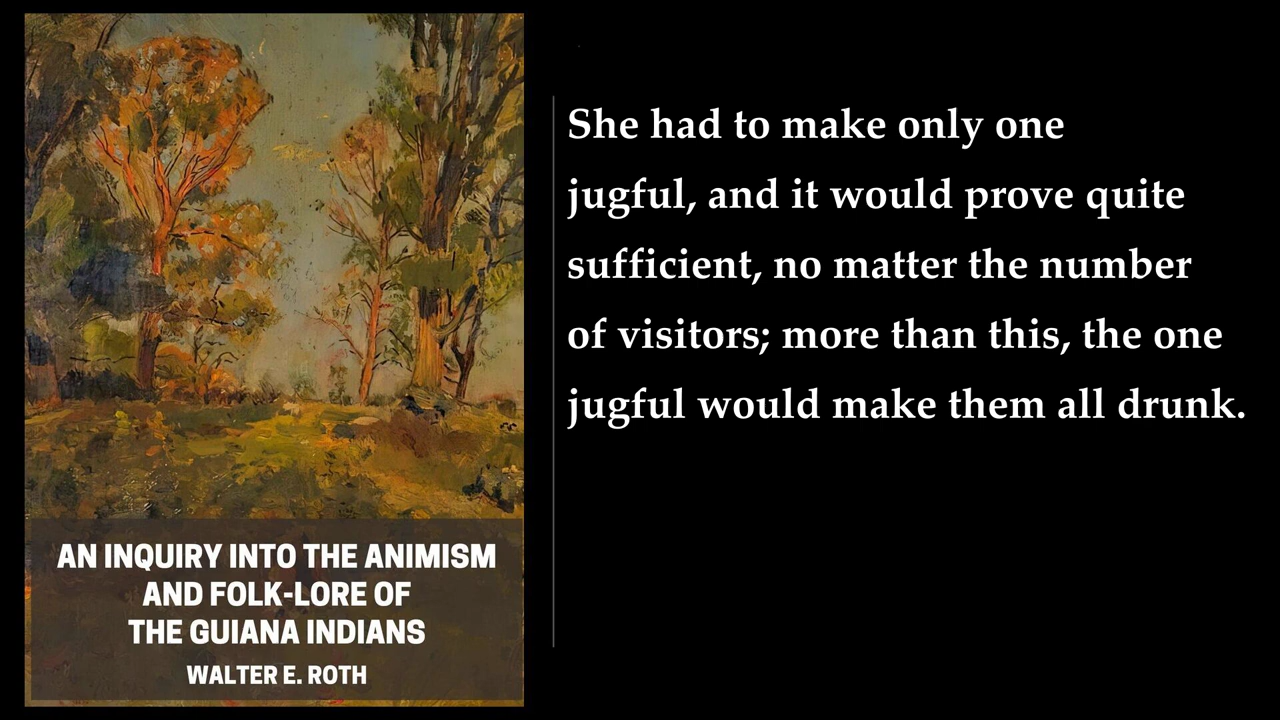 She had to make only one
jugful, and it would prove quite
sufficient, no matter the number
of visitors; more than this, the one
jugful would make them all drunk.
AN INQUIRY INTO THE ANIMISM
AND FOLK-LORE OF
THE GUIANA INDIANS
WALTER E. ROTH